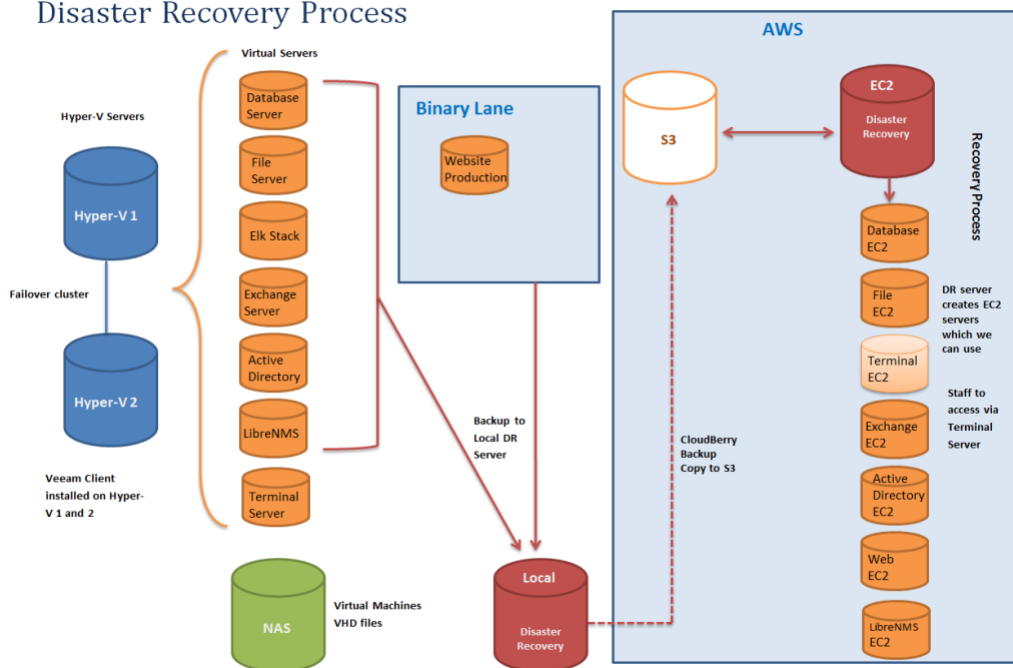 Disaster Recovery Process
Virtual Servers
Hyper-V Servers
Hyper-V 1
Failover cluster
Hyper-V 2
Veeam Client
installed on Hyper-
V 1 and 2
Database
Server
File
Server
Elk Stack
Exchange
Server
Active
Directory
LibreNMS
Terminal
Server
NAS
Virtual Machines
VHD files
Binary Lane
Website
Production
Backup to
Local DR
Server
Local
Disaster
Recovery
CloudBerry
Backup
Copy to S3
AWS
S3
EC2
Disaster
Recovery
Recovery Process
Database
EC2
File
EC2
Terminal
EC2
Exchange
EC2
Active
Directory
EC2
Web
EC2
LibreNMS
EC2
DR server
creates EC2
servers
which we
can use
Staff to
access via
Terminal
Server